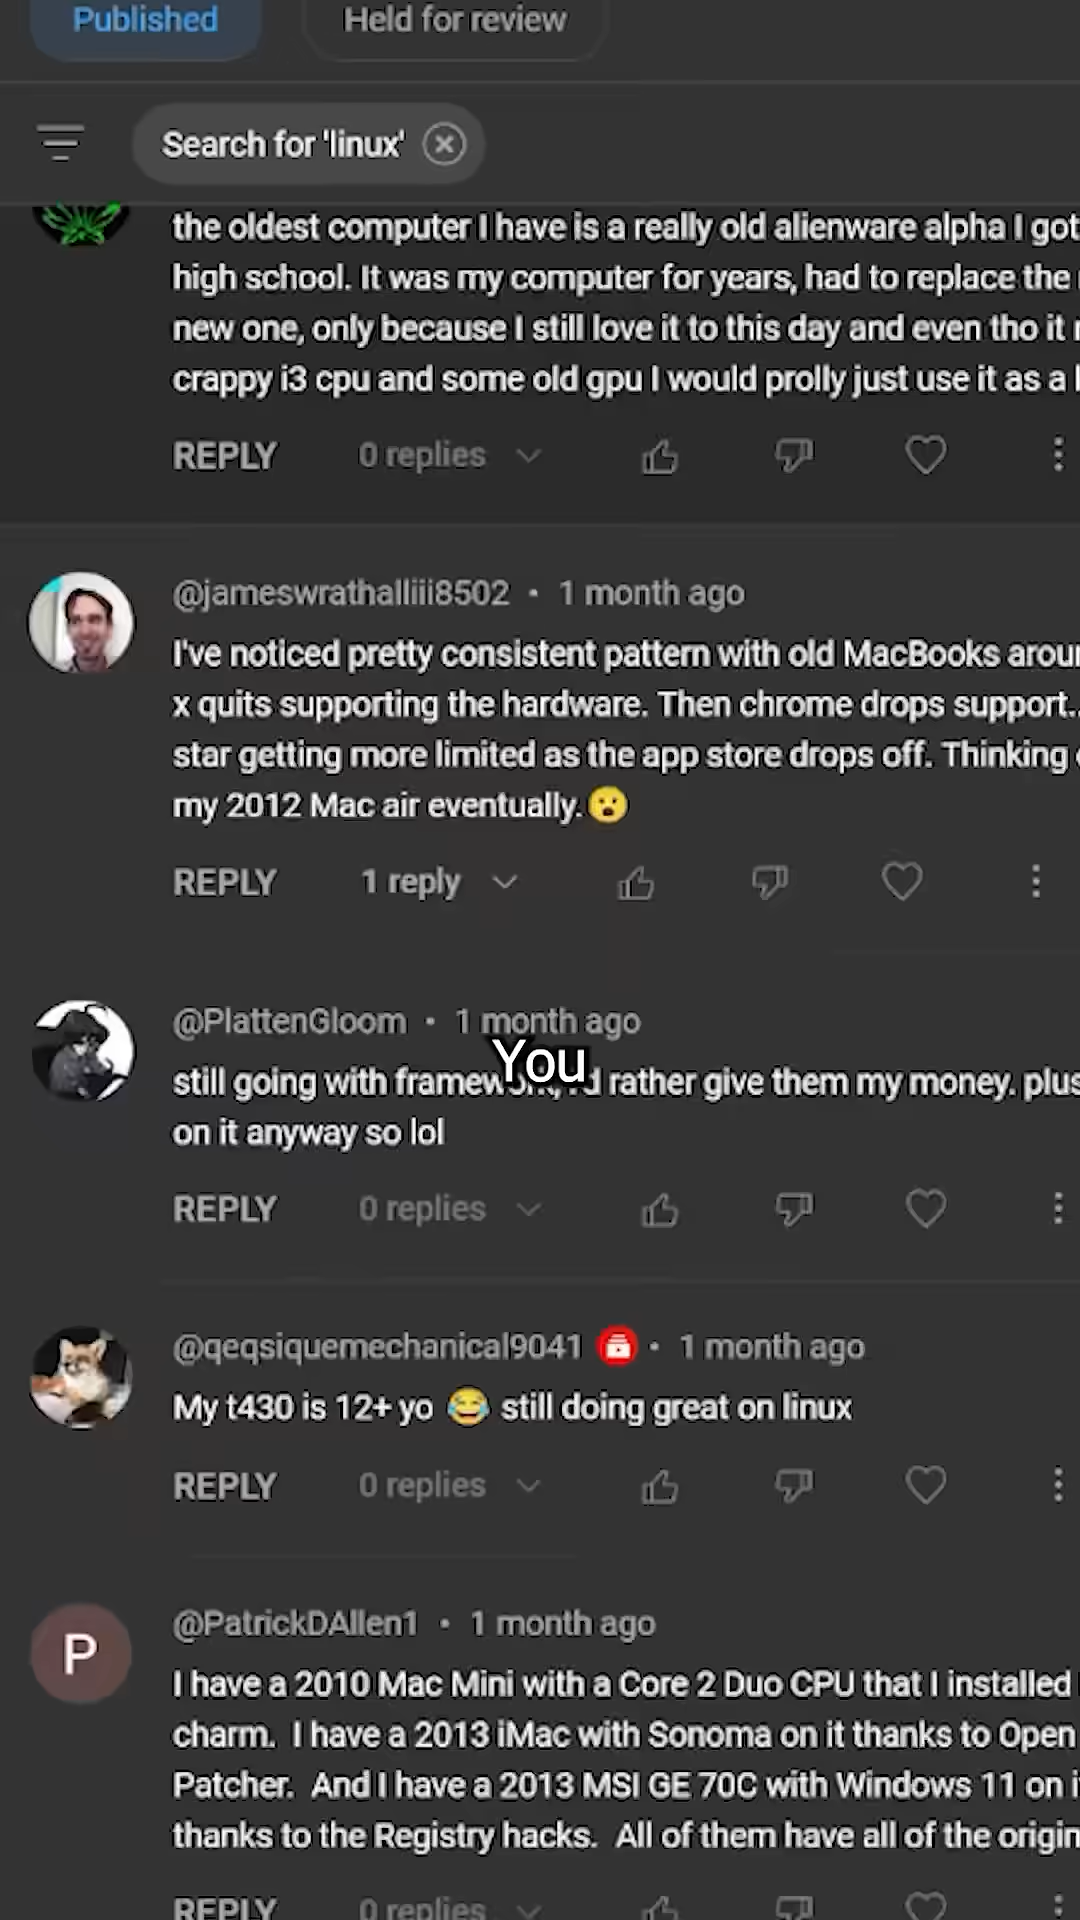 Published
Held for review
Search for 'linux'
the oldest computer I have is a really old alienware alpha I got
high school. It was my computer for years, had to replace the
new one, only because I still love it to this day and even tho it
crappy i3 cpu and some old gpu I would prolly just use it as a
REPLY 0 replies
@jameswrathalliii8502 • 1 month ago
I've noticed pretty consistent pattern with old MacBooks
x quits supporting the hardware. Then chrome drops support..
star getting more limited as the app store drops off. Thinking
my 2012 Mac air eventually.😮
REPLY 1 reply
@PlattenGloom • 1 month ago
You
still going with rather give them my money. plus
on it anyway so lol
REPLY 0 replies
@qeqsiquemechanical9041 • 1 month ago
My t430 is 12+ yo 😂 still doing great on linux
REPLY 0 replies
P
@PatrickDAllen1 • 1 month ago
I have a 2010 Mac Mini with a Core 2 Duo CPU that I installed
charm. I have a 2013 iMac with Sonoma on it thanks to Open
Patcher. And I have a 2013 MSI GE 70C with Windows 11 on
thanks to the Registry hacks. All of them have all of the
REPLY 0 replies